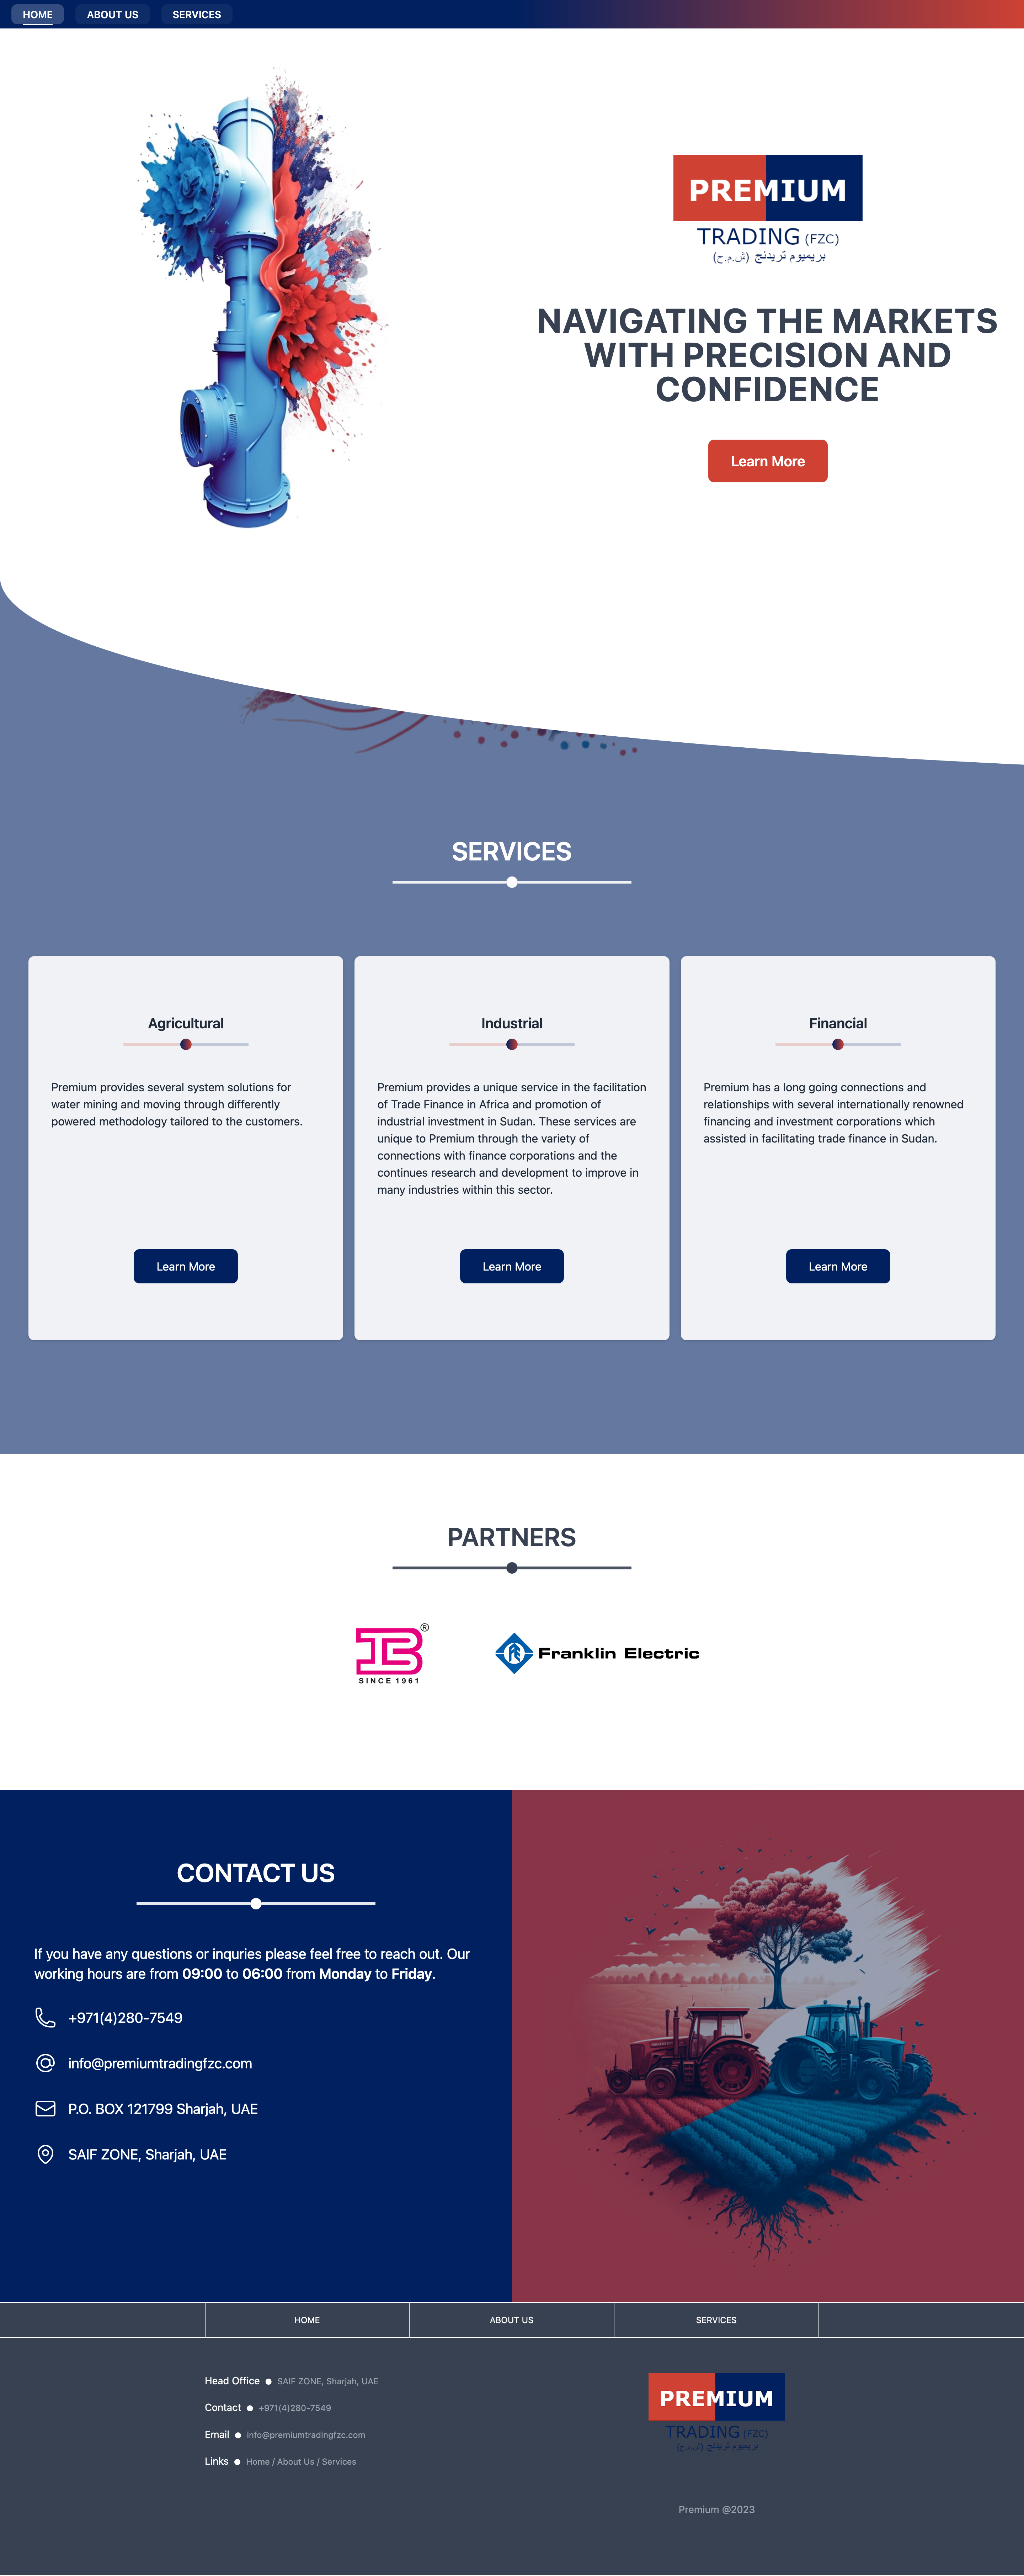 HOME
ABOUT US
SERVICES
PREMIUM
TRADING (FZC)
بريميوم تريدنج (ش.م.ح)
NAVIGATING THE MARKETS
WITH PRECISION AND
CONFIDENCE
Learn More
SERVICES
Agricultural
Premium provides several system solutions for
water mining and moving through differently
powered methodology tailored to the customers.
Learn More
Industrial
Premium provides a unique service in the facilitation
of Trade Finance in Africa and promotion of
industrial investment in Sudan. These services are
unique to Premium through the variety of
connections with finance corporations and the
continues research and development to improve in
many industries within this sector.
Learn More
Financial
Premium has a long going connections and
relationships with several internationally renowned
financing and investment corporations which
assisted in facilitating trade finance in Sudan.
Learn More
PARTNERS
®
SINCE 1961
Franklin Electric
CONTACT US
If you have any questions or inquries please feel free to reach out. Our
working hours are from 09:00 to 06:00 from Monday to Friday.
+971(4)280-7549
info@premiumtradingfzc.com
P.O. BOX 121799 Sharjah, UAE
SAIF ZONE, Sharjah, UAE
HOME
ABOUT US
SERVICES
Head Office ● SAIF ZONE, Sharjah, UAE
Contact ● +971(4)280-7549
Email ● info@premiumtradingfzc.com
Links ● Home / About Us / Services
PREMIUM
TRADING (FZC)
بريميوم تريدنج (ش.م.ح)
Premium @2023